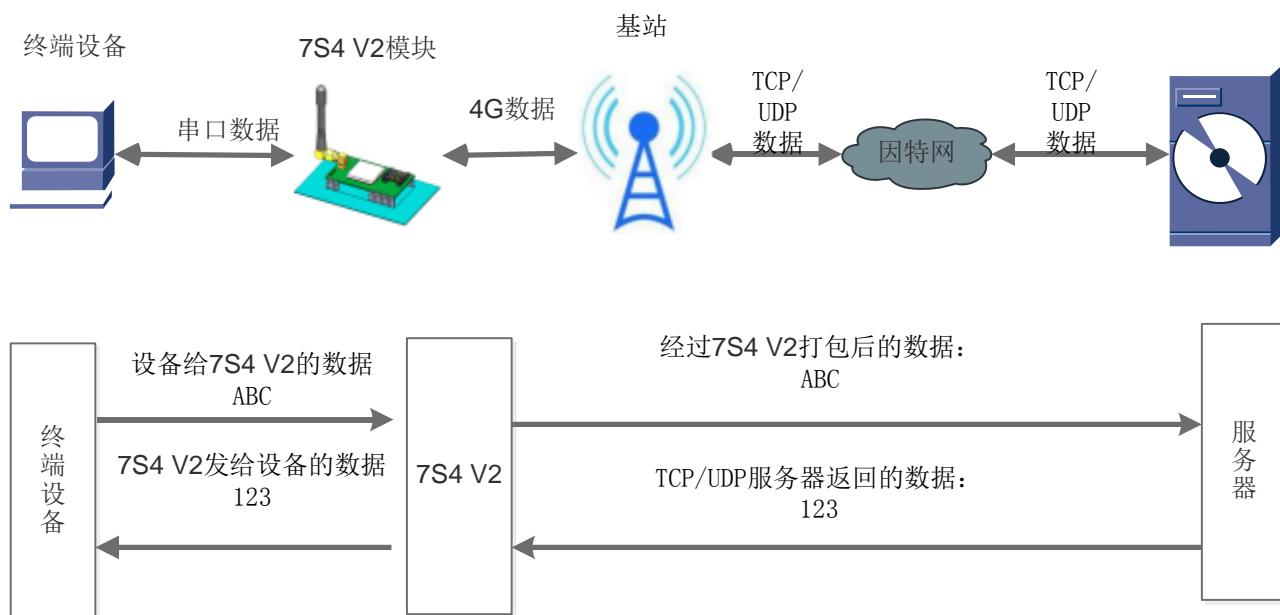 终端设备
7S4 V2模块
基站
串口数据
4G数据
TCP/
UDP
数据
因特网
TCP/
UDP
数据
设备给7S4 V2的数据
ABC
7S4 V2发给设备的数据
123
经过7S4 V2打包后的数据:
ABC
TCP/UDP服务器返回的数据:
123
终端设备
7S4 V2
服务器